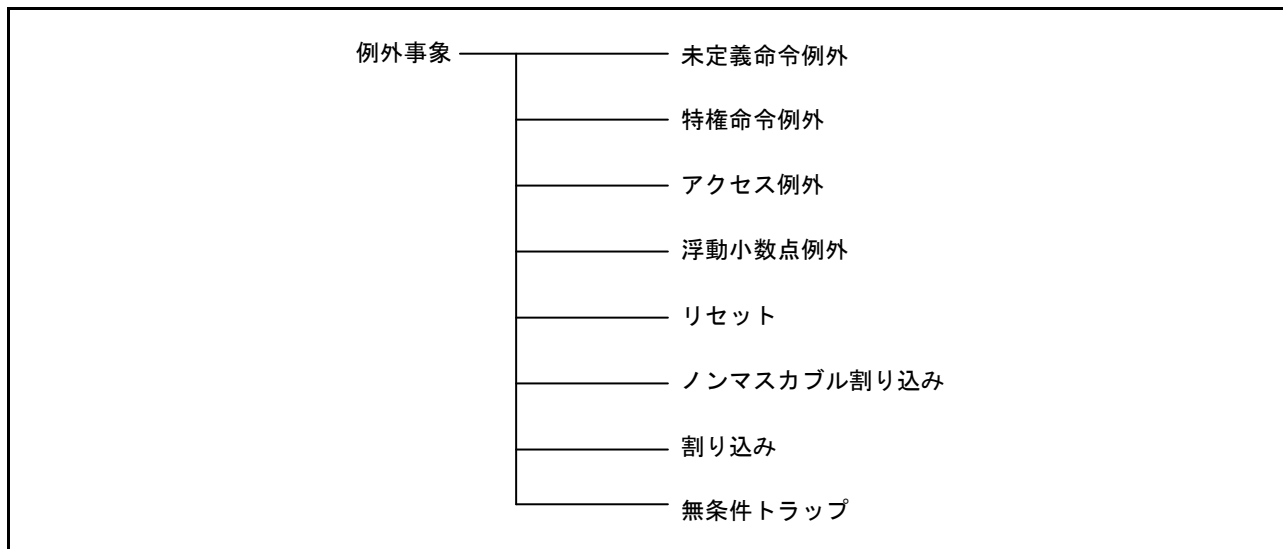 例外事象
未定義命令例外
特権命令例外
アクセス例外
浮動小数点例外
リセット
ノンマスカブル割り込み
割り込み
無条件トラップ